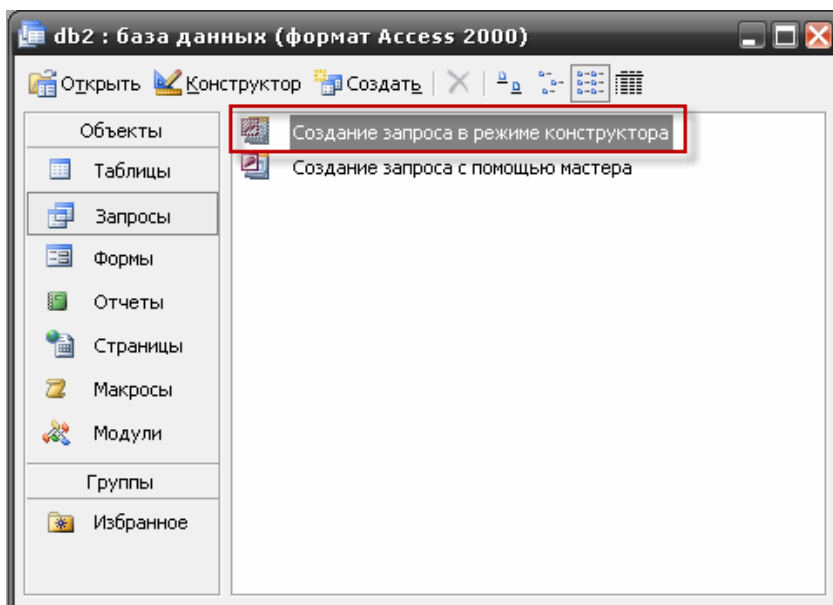 db2 : база данных (формат Access 2000)
Открыть Конструктор Создать
Объекты
Таблицы
Запросы
Формы
Отчеты
Страницы
Макросы
Модули
Группы
Избранное
Создание запроса в режиме конструктора
Создание запроса с помощью мастера